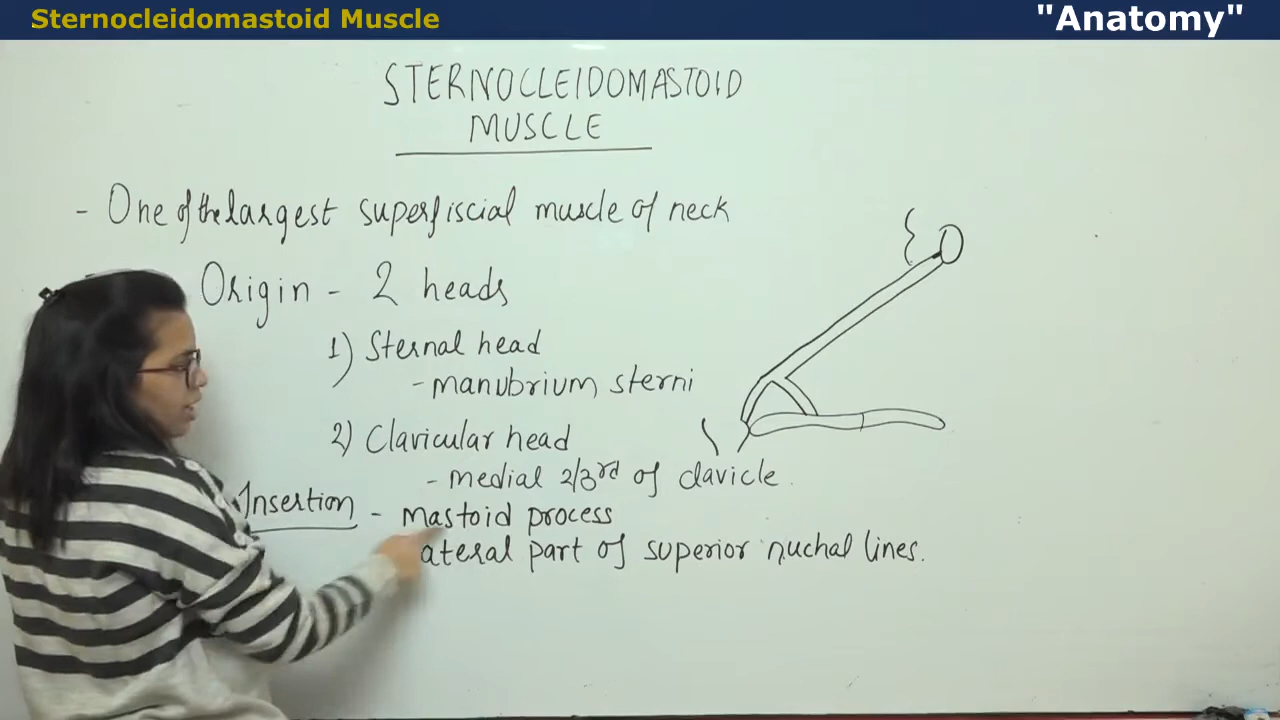 Sternocleidomastoid Muscle
"Anatomy"
STERNOCLEIDOMASTOID
MUSCLE
- One of the largest superfiscial muscle of neck
Origin - 2 heads
1) Sternal head
- manubrium sterni
2) Clavicular head
- medial 2/3rd of clavicle.
Insertion - mastoid process
ateral part of superior nuchal lines.